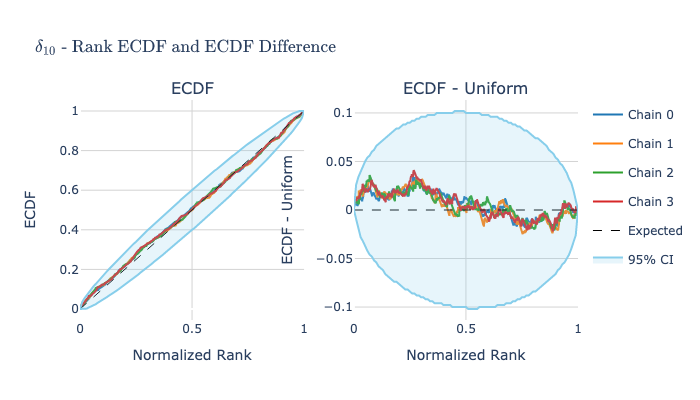 δ₁₀ - Rank ECDF and ECDF Difference
ECDF
ECDF - Uniform
ECDF
1
0.8
0.6
0.4
0.2
0
0
0.5
1
Normalized Rank
ECDF - Uniform
0.1
0.05
0
−0.05
−0.1
0
0.5
1
Normalized Rank
Chain 0
Chain 1
Chain 2
Chain 3
Expected
95% CI